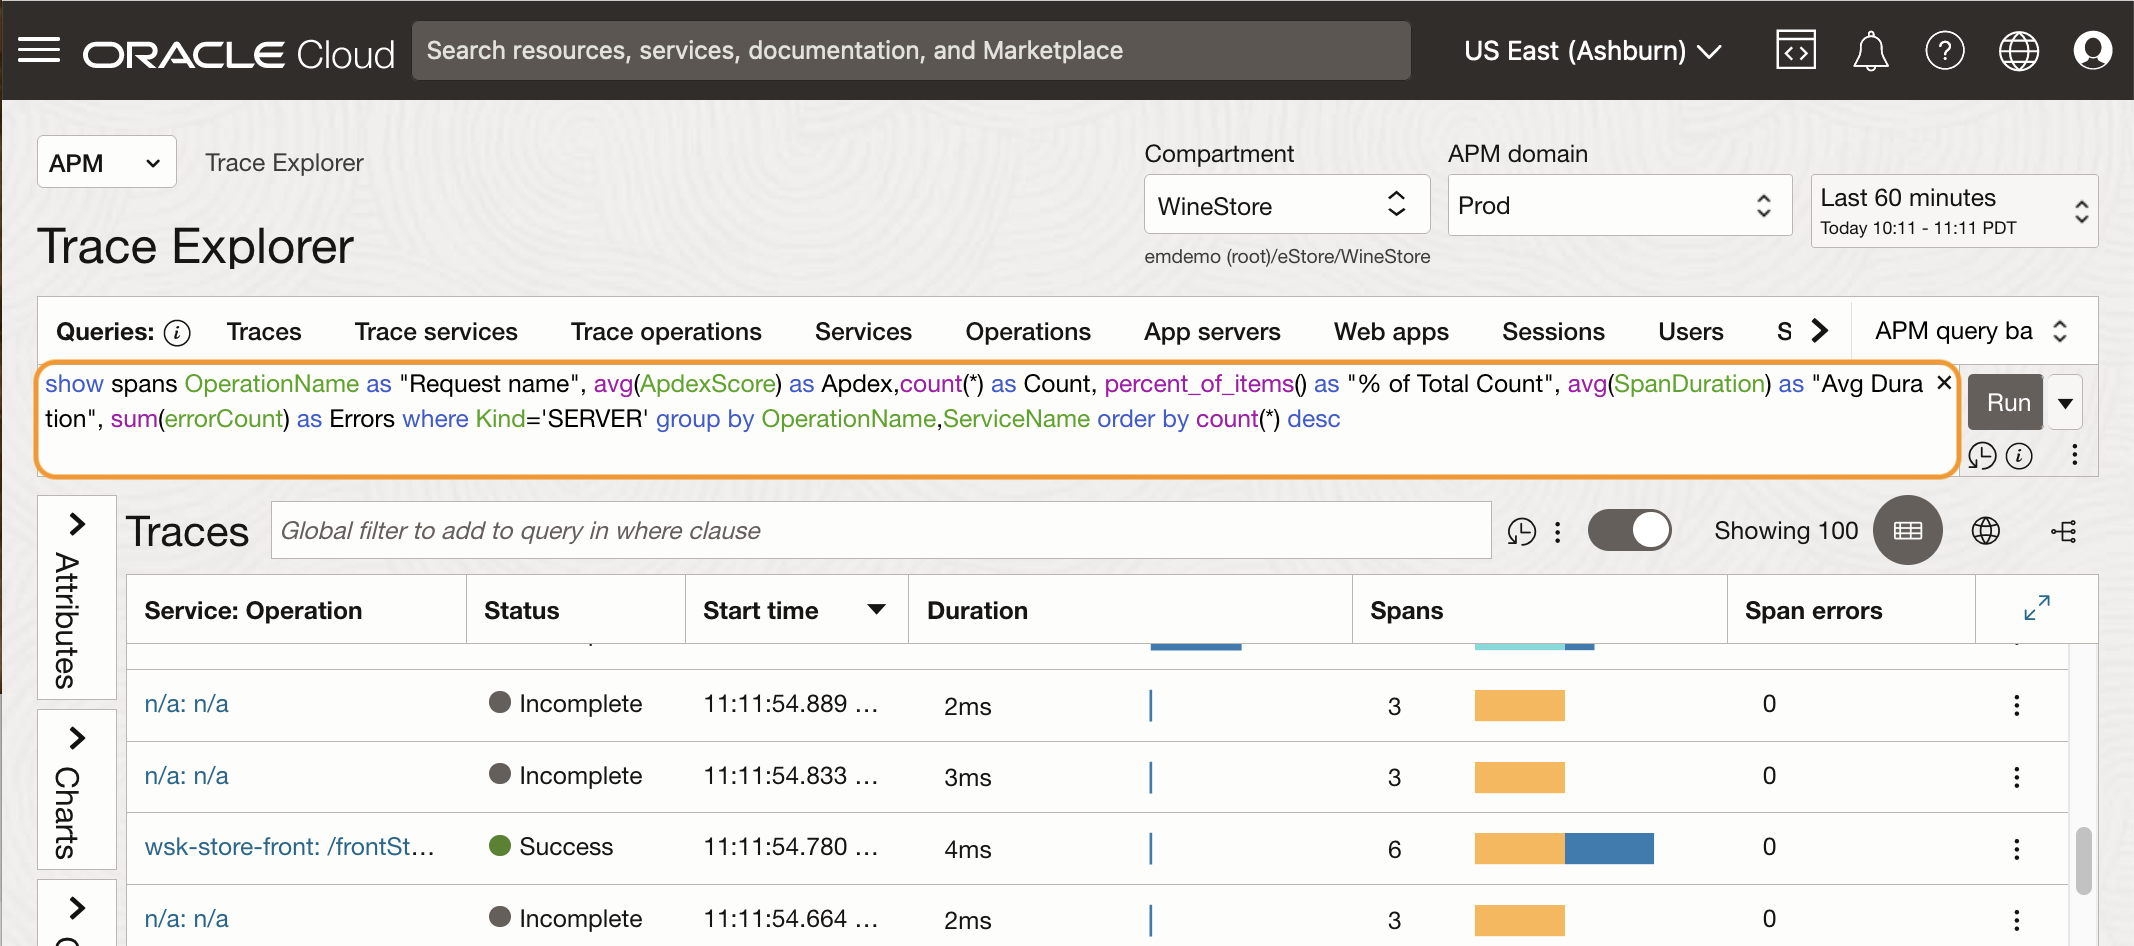 ORACLE Cloud
Search resources, services, documentation, and Marketplace
US East (Ashburn)
APM
Trace Explorer
Compartment
WineStore
emdemo (root)/eStore/WineStore
APM domain
Prod
Last 60 minutes
Today 10:11 - 11:11 PDT
Trace Explorer
Queries: Traces Trace services Trace operations Services Operations App servers Web apps Sessions Users S APM query ba
show spans OperationName as "Request name", avg(ApdexScore) as Apdex,count(*) as Count, percent_of_items() as "% of Total Count", avg(SpanDuration) as "Avg Dura
tion", sum(errorCount) as Errors where Kind='SERVER' group by OperationName,ServiceName order by count(*) desc
Run
Attributes
Charts
Traces
Global filter to add to query in where clause
Showing 100
Service: Operation Status Start time Duration Spans Span errors
n/a: n/a Incomplete 11:11:54.889 ... 2ms 3 0
n/a: n/a Incomplete 11:11:54.833 ... 3ms 3 0
wsk-store-front: /frontSt... Success 11:11:54.780 ... 4ms 6 0
n/a: n/a Incomplete 11:11:54.664 ... 2ms 3 0